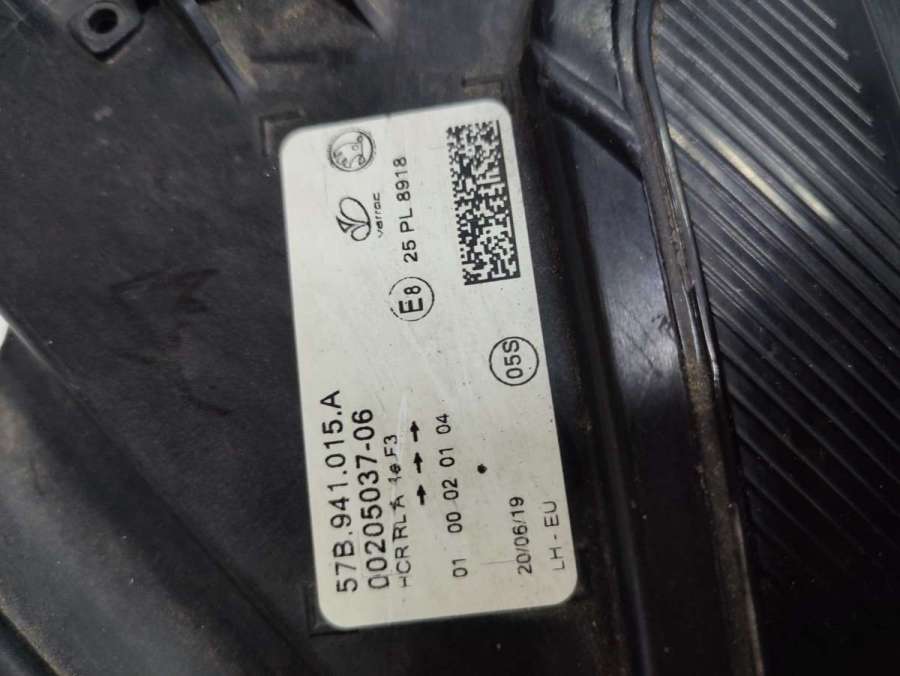 57B.941.015.A
00205037-06
HCR RL A 1e F3
→ → →
01 00 02 01 04
20/06/19
LH - EU
varroc
E8 25 PL 8918
05S